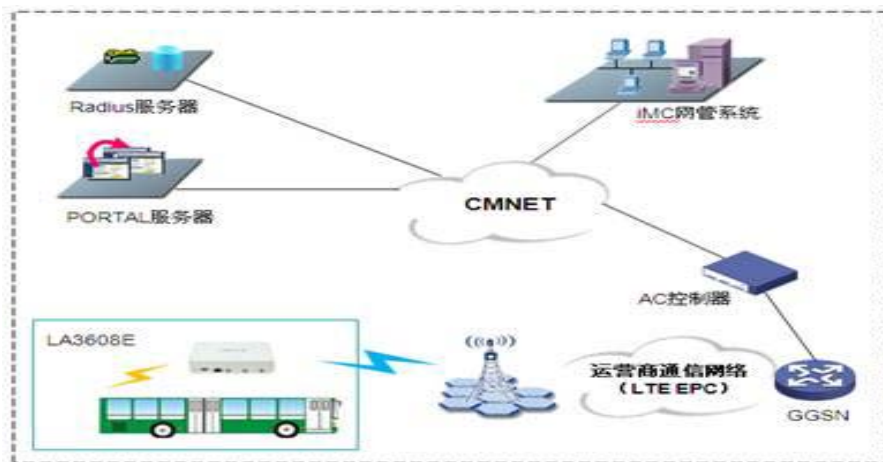 Radius服务器
iMC网管系统
PORTAL服务器
CMNET
AC控制器
LA3608E
运营商通信网络
（LTE EPC）
GGSN